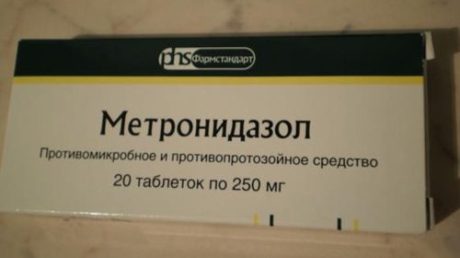 phs Фармстандарт
Метронидазол
Противомикробное и противопротозойное средство
20 таблеток по 250 мг